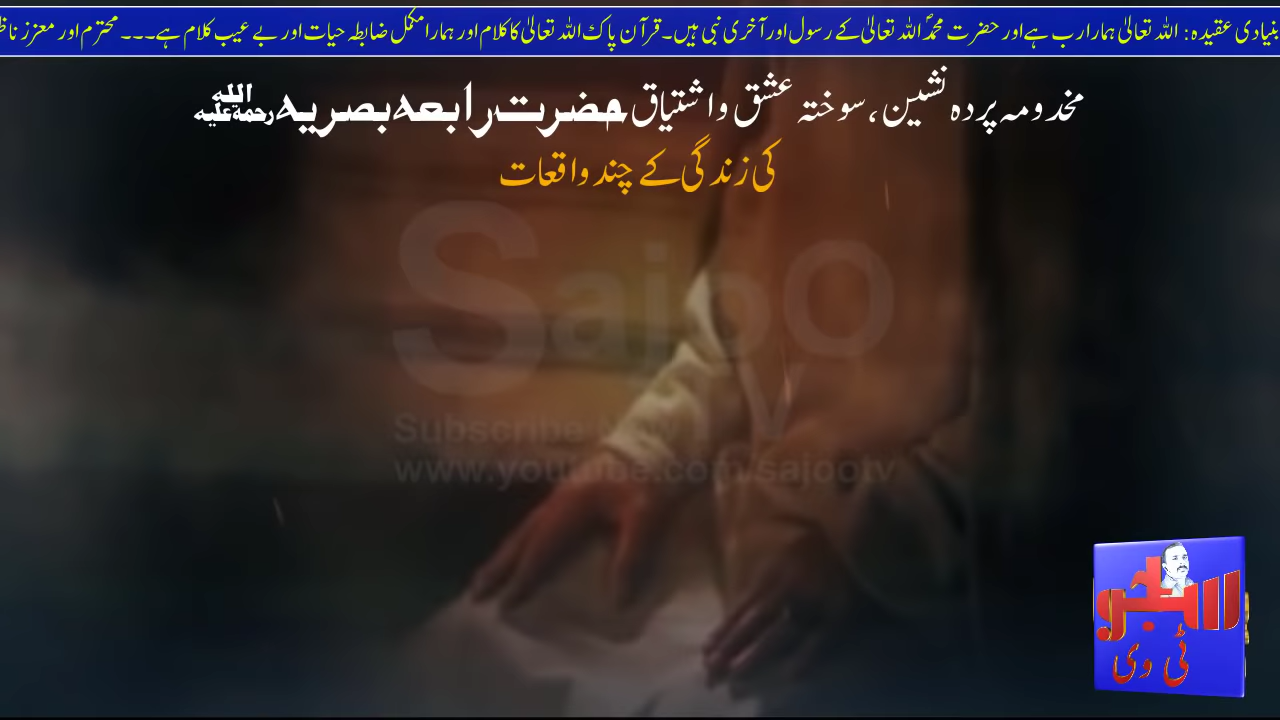 بنیادی عقیدہ: اللہ تعالیٰ ہمارا رب ہے اور حضرت محمدؐ اللہ تعالیٰ کے رسول اور آخری نبی ہیں۔ قرآن پاک اللہ تعالیٰ کا کلام اور ہمارا مکمل ضابطہ حیات اور بے عیب کلام ہے۔۔۔ محترم اور معزز ناظ
مخدومہ پردہ نشین، سوختہ عشق و اشتیاق حضرت رابعہ بصریہ رحمۃ اللہ علیہ
کی زندگی کے چند واقعات
SajoO
TV
Subscribe
www.youtube.com/sajootv
سجو
ٹی وی